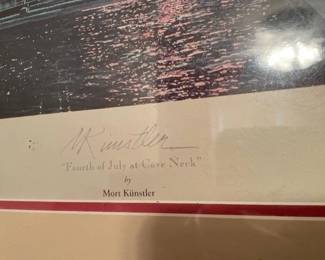 M Künstler
"Fourth of July at Cove Neck"
by
Mort Künstler